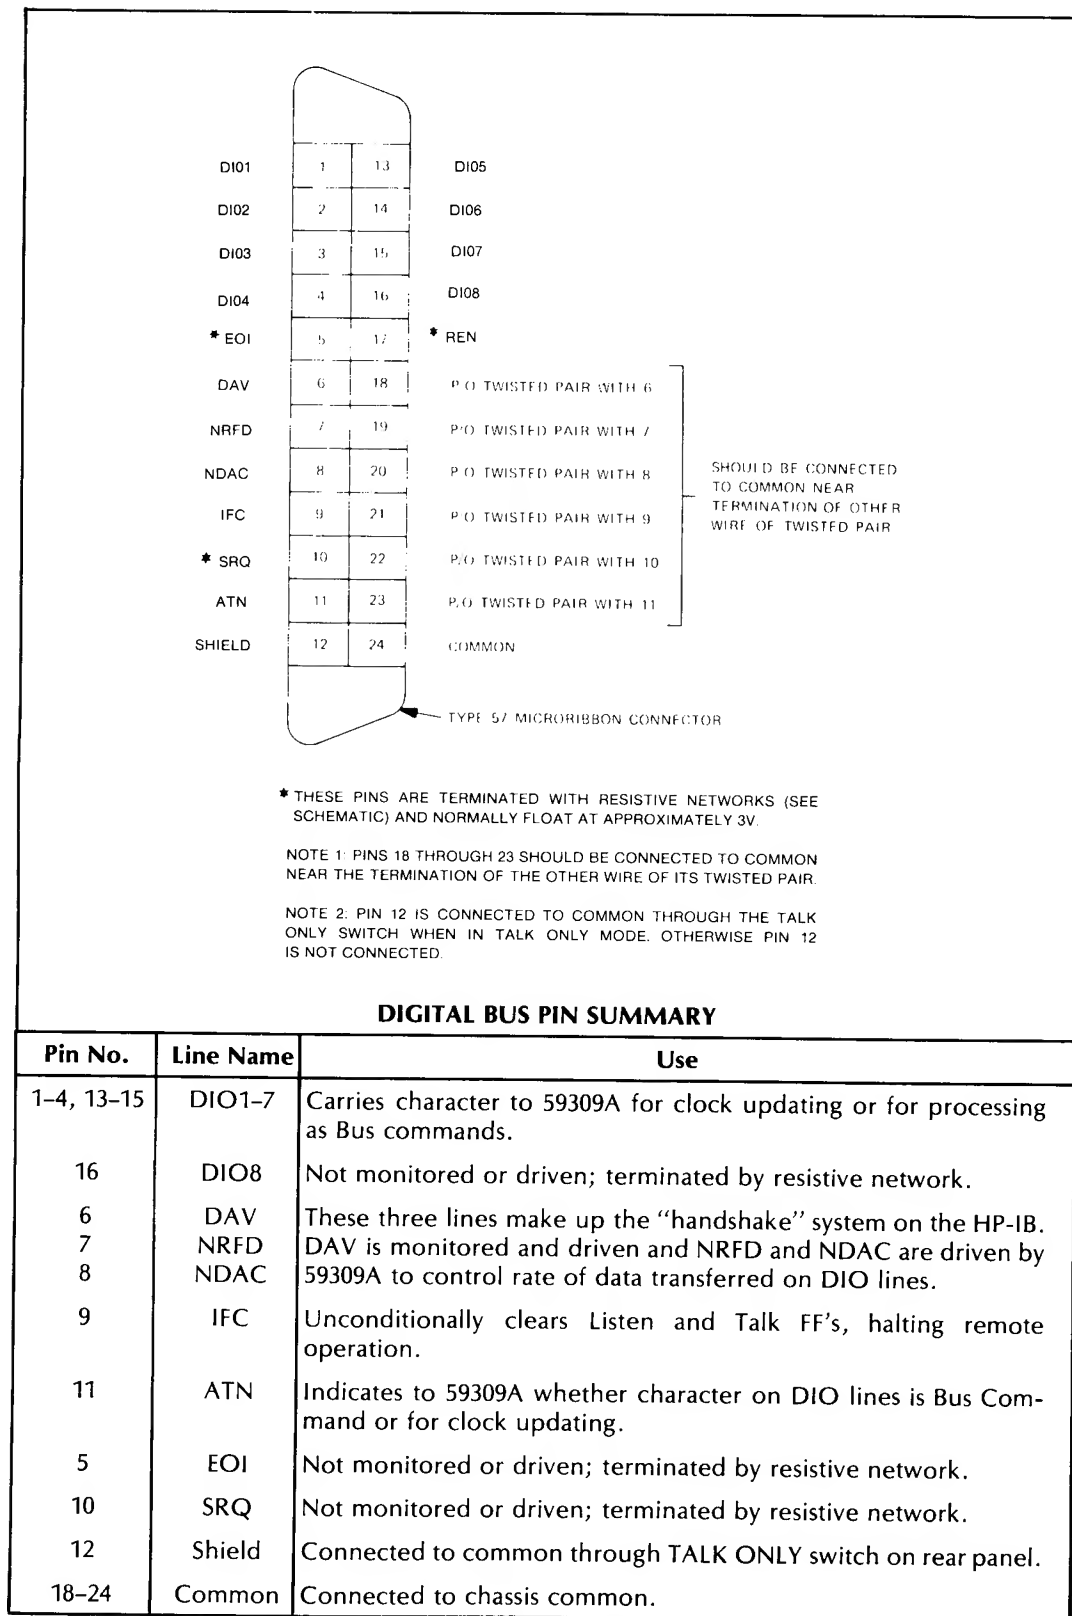 DI01 1 13 DI05
DI02 2 14 DI06
DI03 3 15 DI07
DI04 4 16 DI08
* EOI 5 17 * REN
DAV 6 18 P/O TWISTED PAIR WITH 6
NRFD 7 19 P/O TWISTED PAIR WITH 7
NDAC 8 20 P/O TWISTED PAIR WITH 8
IFC 9 21 P/O TWISTED PAIR WITH 9
* SRQ 10 22 P/O TWISTED PAIR WITH 10
ATN 11 23 P/O TWISTED PAIR WITH 11
SHIELD 12 24 COMMON
SHOULD BE CONNECTED
TO COMMON NEAR
TERMINATION OF OTHER
WIRE OF TWISTED PAIR
TYPE 57 MICRORIBBON CONNECTOR
* THESE PINS ARE TERMINATED WITH RESISTIVE NETWORKS (SEE
SCHEMATIC) AND NORMALLY FLOAT AT APPROXIMATELY 3V.
NOTE 1: PINS 18 THROUGH 23 SHOULD BE CONNECTED TO COMMON
NEAR THE TERMINATION OF THE OTHER WIRE OF ITS TWISTED PAIR.
NOTE 2: PIN 12 IS CONNECTED TO COMMON THROUGH THE TALK
ONLY SWITCH WHEN IN TALK ONLY MODE. OTHERWISE PIN 12
IS NOT CONNECTED.
DIGITAL BUS PIN SUMMARY
Pin No. Line Name Use
1–4, 13–15 DIO1–7 Carries character to 59309A for clock updating or for processing
as Bus commands.
16 DIO8 Not monitored or driven; terminated by resistive network.
6 DAV These three lines make up the "handshake" system on the HP-IB.
7 NRFD DAV is monitored and driven and NRFD and NDAC are driven by
8 NDAC 59309A to control rate of data transferred on DIO lines.
9 IFC Unconditionally clears Listen and Talk FF's, halting remote
operation.
11 ATN Indicates to 59309A whether character on DIO lines is Bus Com-
mand or for clock updating.
5 EOI Not monitored or driven; terminated by resistive network.
10 SRQ Not monitored or driven; terminated by resistive network.
12 Shield Connected to common through TALK ONLY switch on rear panel.
18–24 Common Connected to chassis common.